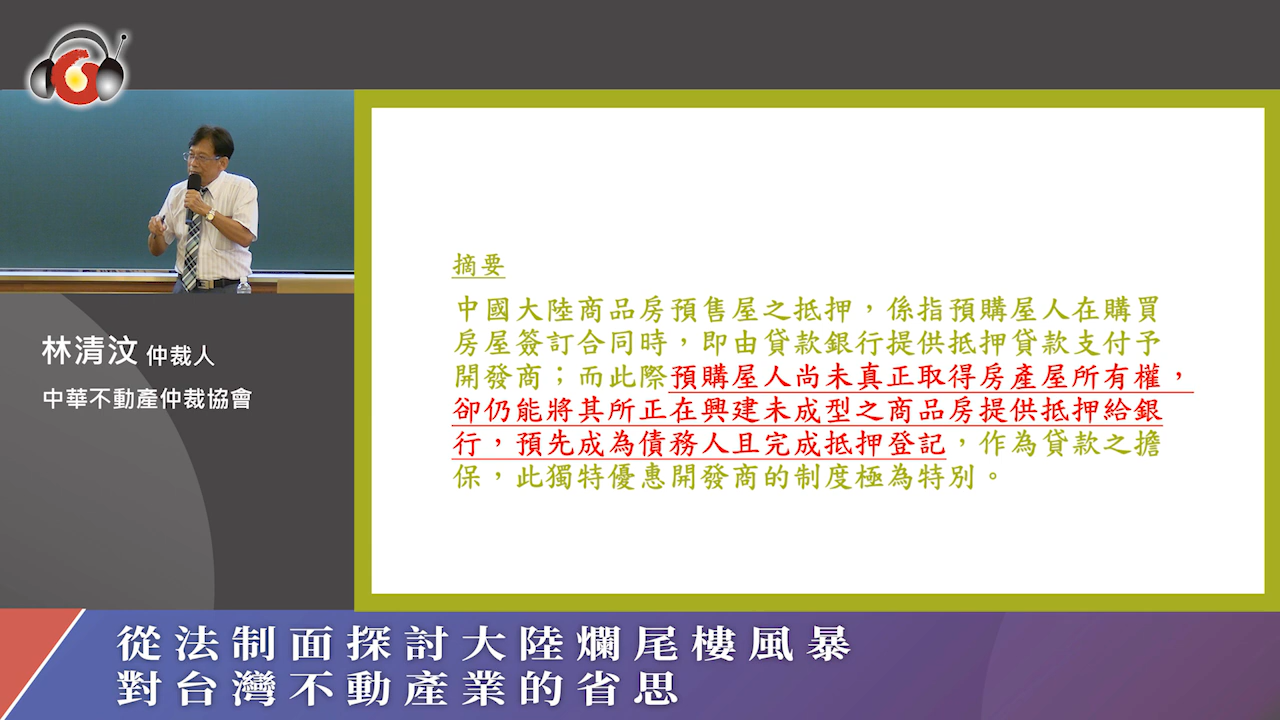 林清汶 仲裁人
中華不動產仲裁協會
摘要
中國大陸商品房預售屋之抵押，係指預購屋人在購買
房屋簽訂合同時，即由貸款銀行提供抵押貸款支付予
開發商；而此際預購屋人尚未真正取得房產屋所有權，
卻仍能將其所正在興建未成型之商品房提供抵押給銀
行，預先成為債務人且完成抵押登記，作為貸款之擔
保，此獨特優惠開發商的制度極為特別。
從法制面探討大陸爛尾樓風暴
對台灣不動產業的省思